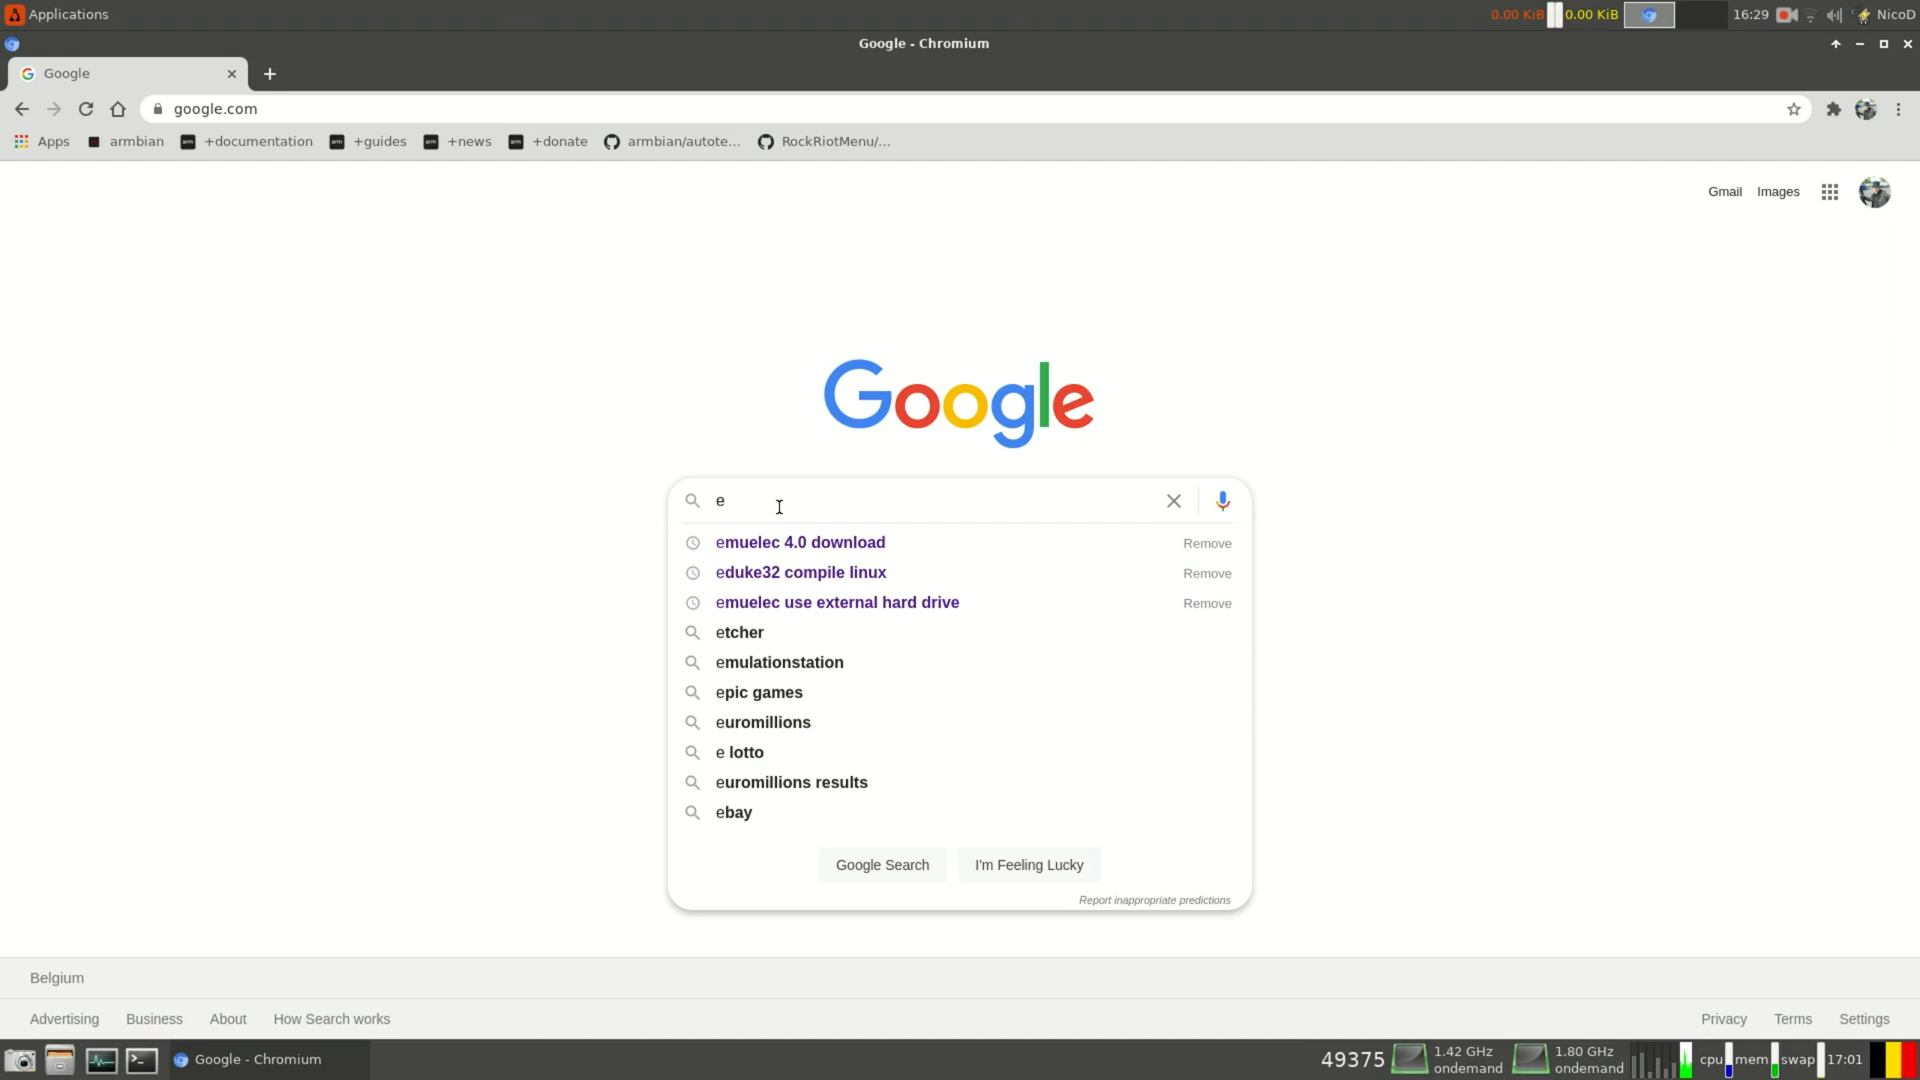 Applications 0.00 KiB 0.00 KiB 16:29 NicoD
Google - Chromium
Google
google.com
Apps armbian +documentation +guides +news +donate armbian/autote... RockRiotMenu/...
Gmail Images
Google
e
emuelec 4.0 download Remove
eduke32 compile linux Remove
emuelec use external hard drive Remove
etcher
emulationstation
epic games
euromillions
e lotto
euromillions results
ebay
Google Search I'm Feeling Lucky
Report inappropriate predictions
Belgium
Advertising Business About How Search works Privacy Terms Settings
Google - Chromium 49375 1.42 GHz ondemand 1.80 GHz ondemand cpu mem swap 17:01